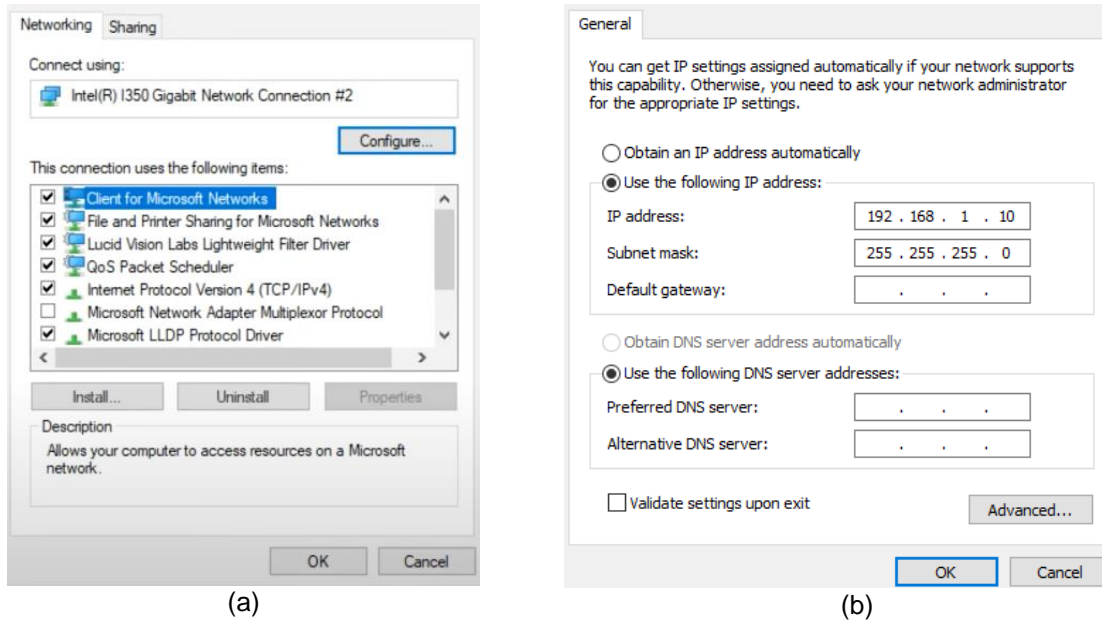 Networking Sharing
Connect using:
Intel(R) I350 Gigabit Network Connection #2
Configure...
This connection uses the following items:
Client for Microsoft Networks
File and Printer Sharing for Microsoft Networks
Lucid Vision Labs Lightweight Filter Driver
QoS Packet Scheduler
Internet Protocol Version 4 (TCP/IPv4)
Microsoft Network Adapter Multiplexor Protocol
Microsoft LLDP Protocol Driver
Install... Uninstall Properties
Description
Allows your computer to access resources on a Microsoft
network.
OK Cancel
(a)
General
You can get IP settings assigned automatically if your network supports
this capability. Otherwise, you need to ask your network administrator
for the appropriate IP settings.
Obtain an IP address automatically
Use the following IP address:
IP address: 192 . 168 . 1 . 10
Subnet mask: 255 . 255 . 255 . 0
Default gateway: . . .
Obtain DNS server address automatically
Use the following DNS server addresses:
Preferred DNS server: . . .
Alternative DNS server: . . .
Validate settings upon exit
Advanced...
OK Cancel
(b)